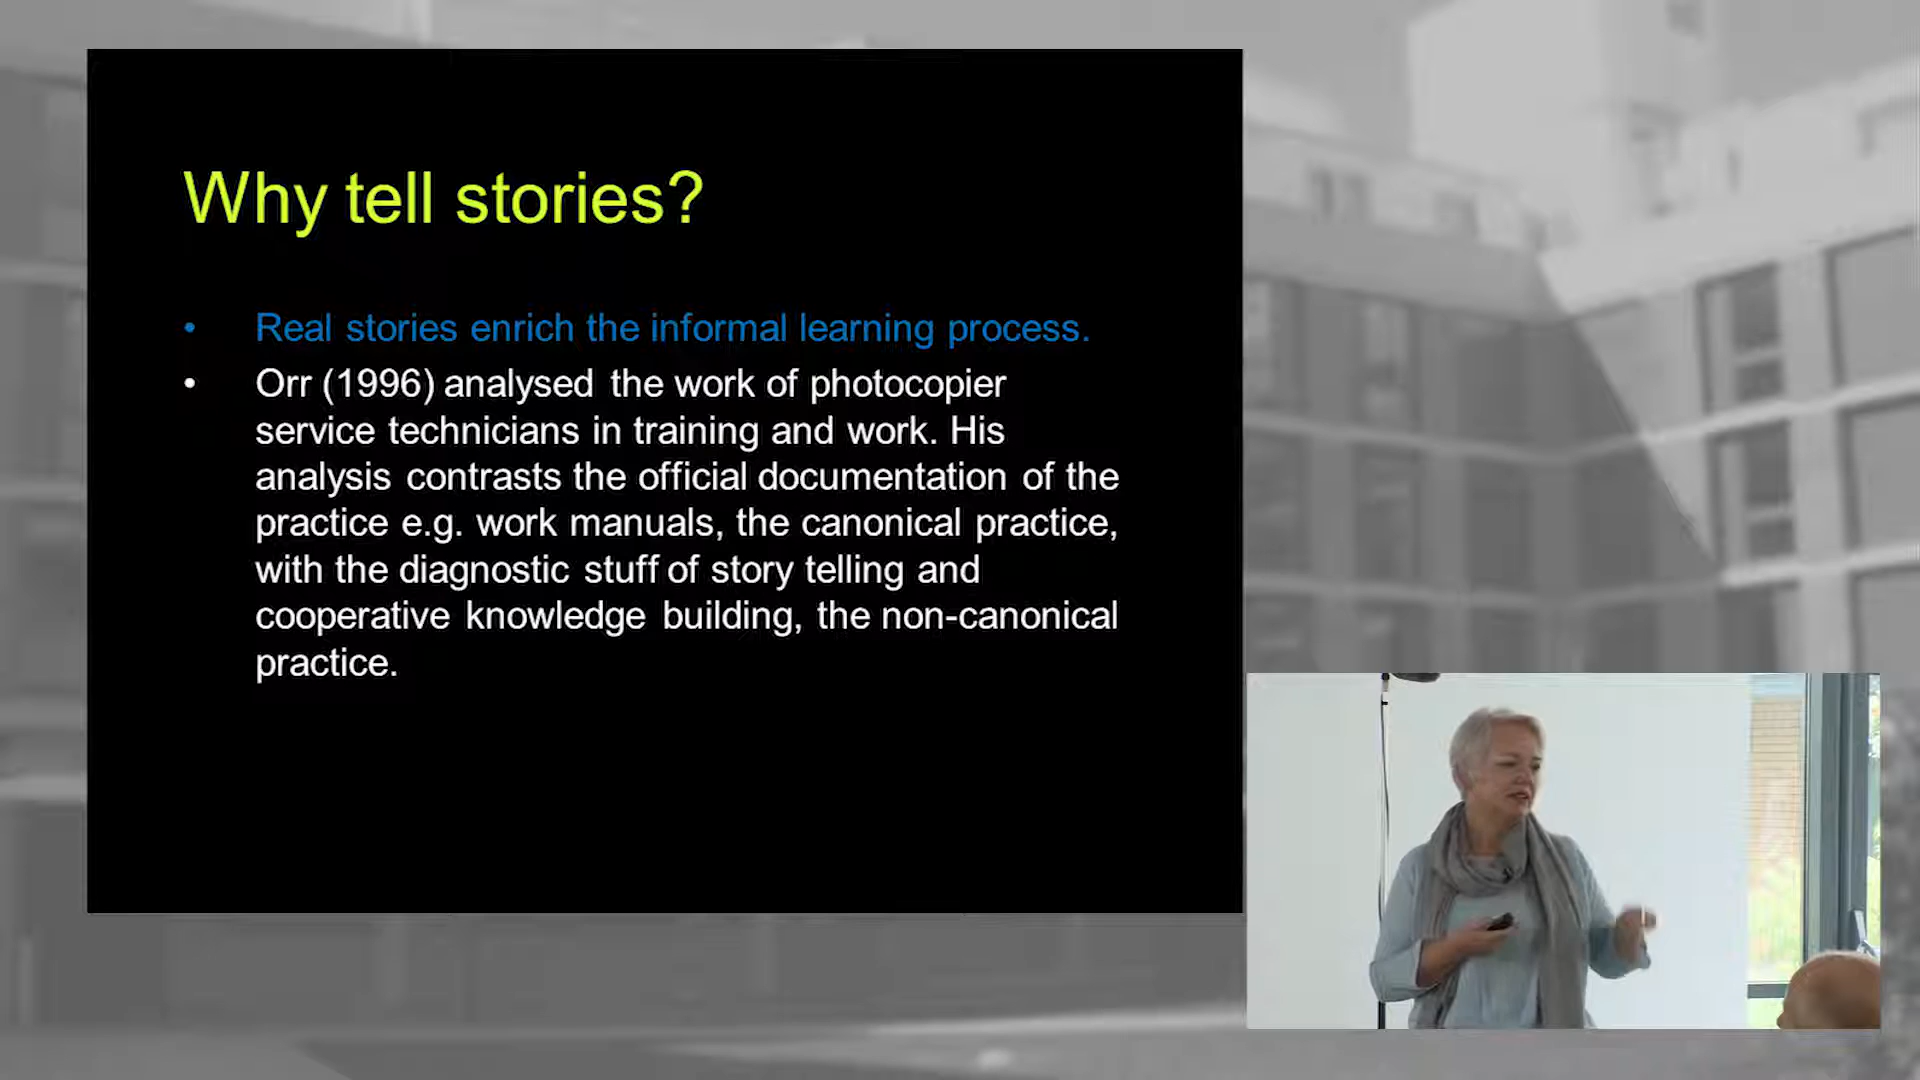 Why tell stories?
• Real stories enrich the informal learning process.
• Orr (1996) analysed the work of photocopier
service technicians in training and work. His
analysis contrasts the official documentation of the
practice e.g. work manuals, the canonical practice,
with the diagnostic stuff of story telling and
cooperative knowledge building, the non-canonical
practice.